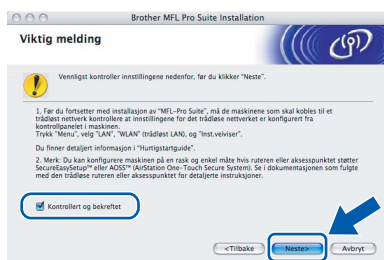 Brother MFL Pro Suite Installation
Viktig melding
Vennligst kontroller innstillingene nedenfor, før du klikker "Neste".
1. Før du fortsetter med installasjon av "MFL-Pro Suite", må de maskinene som skal kobles til et
trådløst nettverk kontrollere at innstillingene for det trådløse nettverket er konfigurert fra
kontrollpanelet i maskinen.
Trykk "Menu", velg "LAN", "WLAN" (trådløst LAN), og "Inst.veiviser".
Du finner detaljert informasjon i "Hurtigstartguide".
2. Merk: Du kan konfigurere maskinen på en rask og enkel måte hvis ruteren eller aksesspunktet støtter
SecureEasySetup™ eller AOSS™ (AirStation One-Touch Secure System). Se i dokumentasjonen som fulgte
med den trådløse ruteren eller aksesspunktet for detaljerte instruksjoner.
Kontrollert og bekreftet
<Tilbake
Neste>
Avbryt